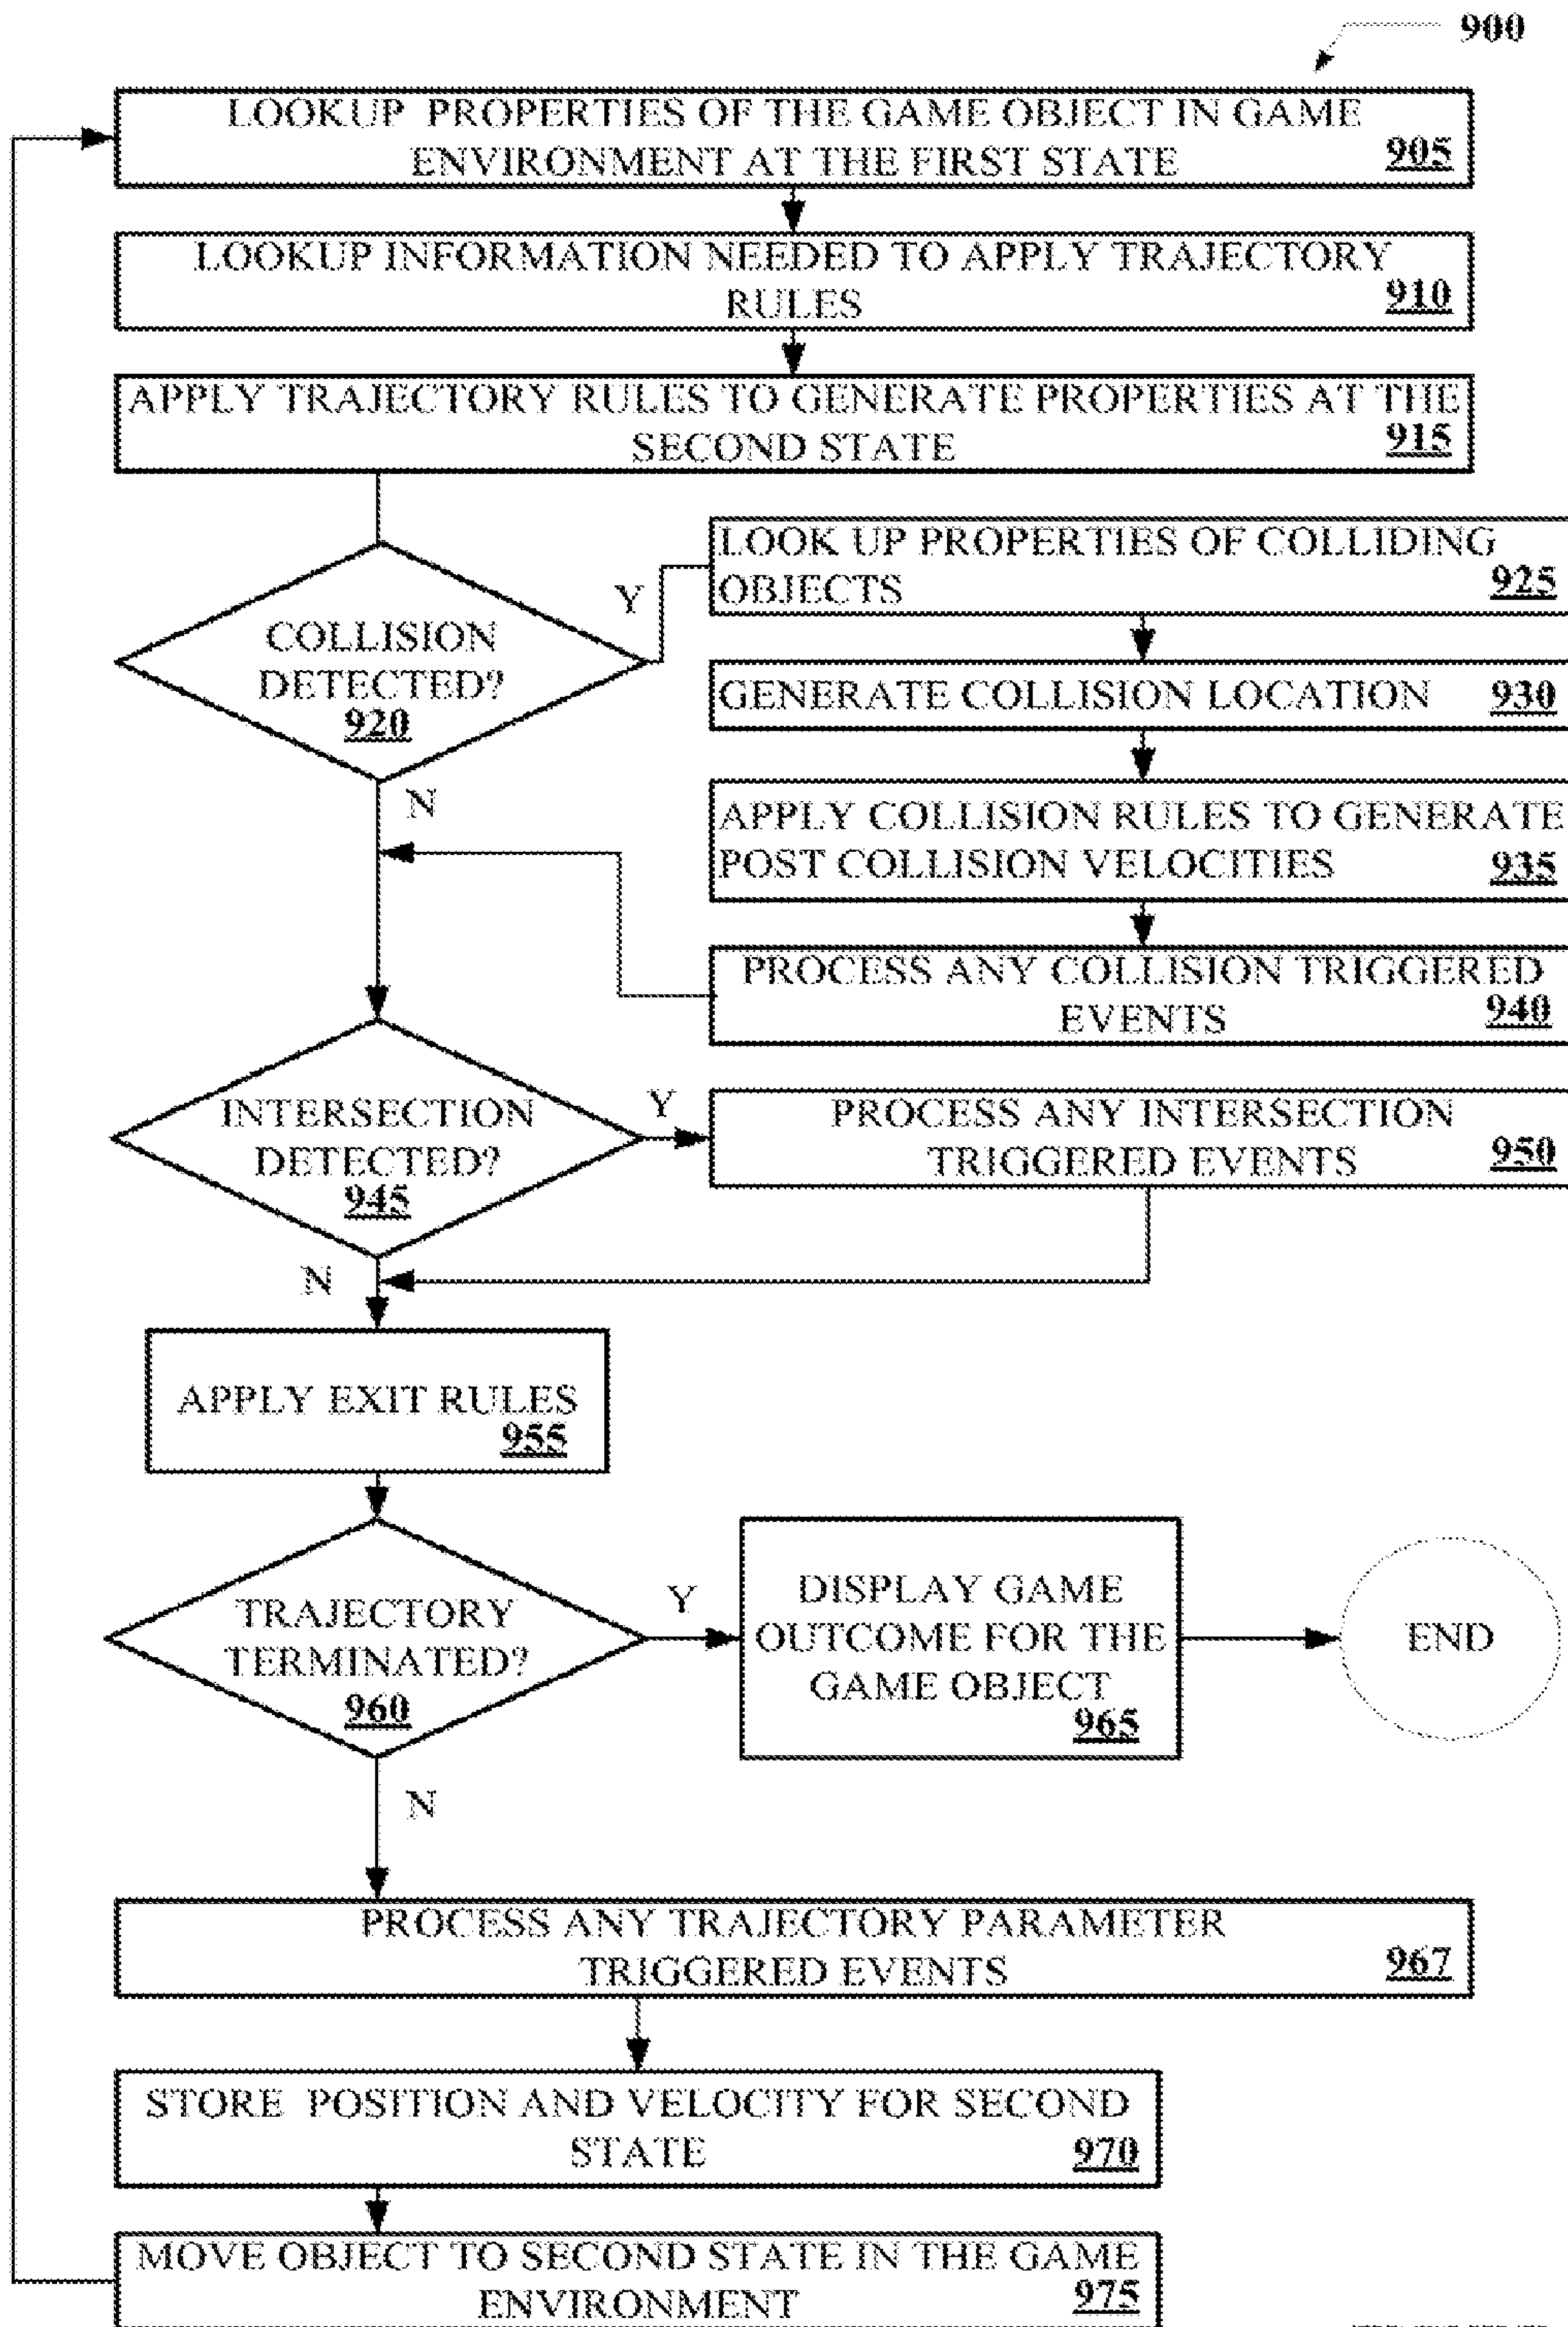 900
LOOKUP PROPERTIES OF THE GAME OBJECT IN GAME
ENVIRONMENT AT THE FIRST STATE
905
LOOKUP INFORMATION NEEDED TO APPLY TRAJECTORY
RULES
910
APPLY TRAJECTORY RULES TO GENERATE PROPERTIES AT THE
SECOND STATE
915
COLLISION
DETECTED?
920
Y
LOOK UP PROPERTIES OF COLLIDING
OBJECTS
925
GENERATE COLLISION LOCATION 930
N
APPLY COLLISION RULES TO GENERATE
POST COLLISION VELOCITIES
935
PROCESS ANY COLLISION TRIGGERED
EVENTS
940
INTERSECTION
DETECTED?
945
Y
PROCESS ANY INTERSECTION
TRIGGERED EVENTS
950
N
APPLY EXIT RULES
955
TRAJECTORY
TERMINATED?
960
Y
DISPLAY GAME
OUTCOME FOR THE
GAME OBJECT
965
END
N
PROCESS ANY TRAJECTORY PARAMETER
TRIGGERED EVENTS
967
STORE POSITION AND VELOCITY FOR SECOND
STATE
970
MOVE OBJECT TO SECOND STATE IN THE GAME
ENVIRONMENT
975